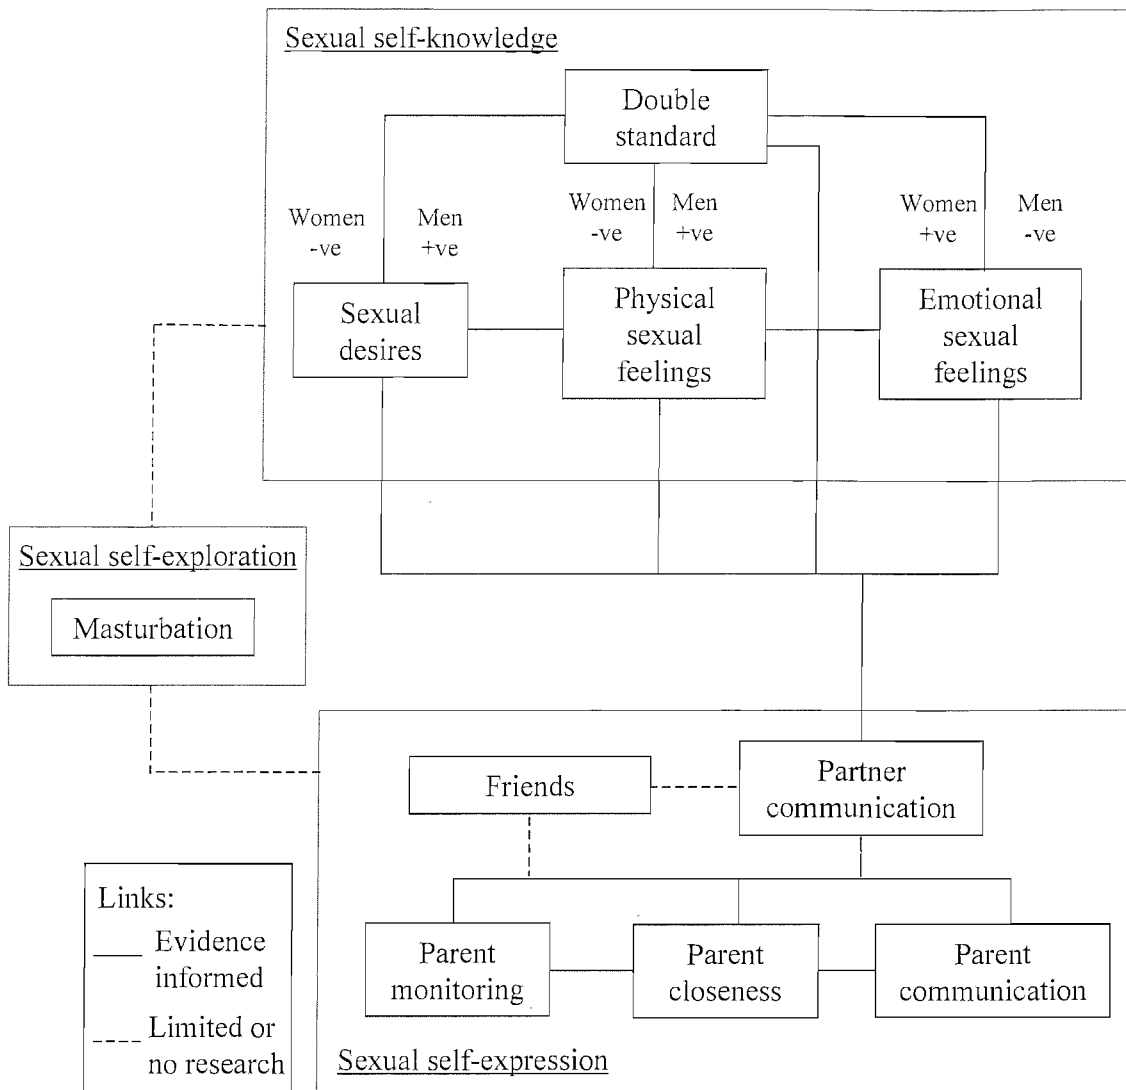 Sexual self-knowledge
Double
standard
Women
-ve
Men
+ve
Women
-ve
Men
+ve
Women
+ve
Men
-ve
Sexual
desires
Physical
sexual
feelings
Emotional
sexual
feelings
Sexual self-exploration
Masturbation
Friends
Partner
communication
Parent
monitoring
Parent
closeness
Parent
communication
Sexual self-expression
Links:
Evidence
informed
Limited or
no research